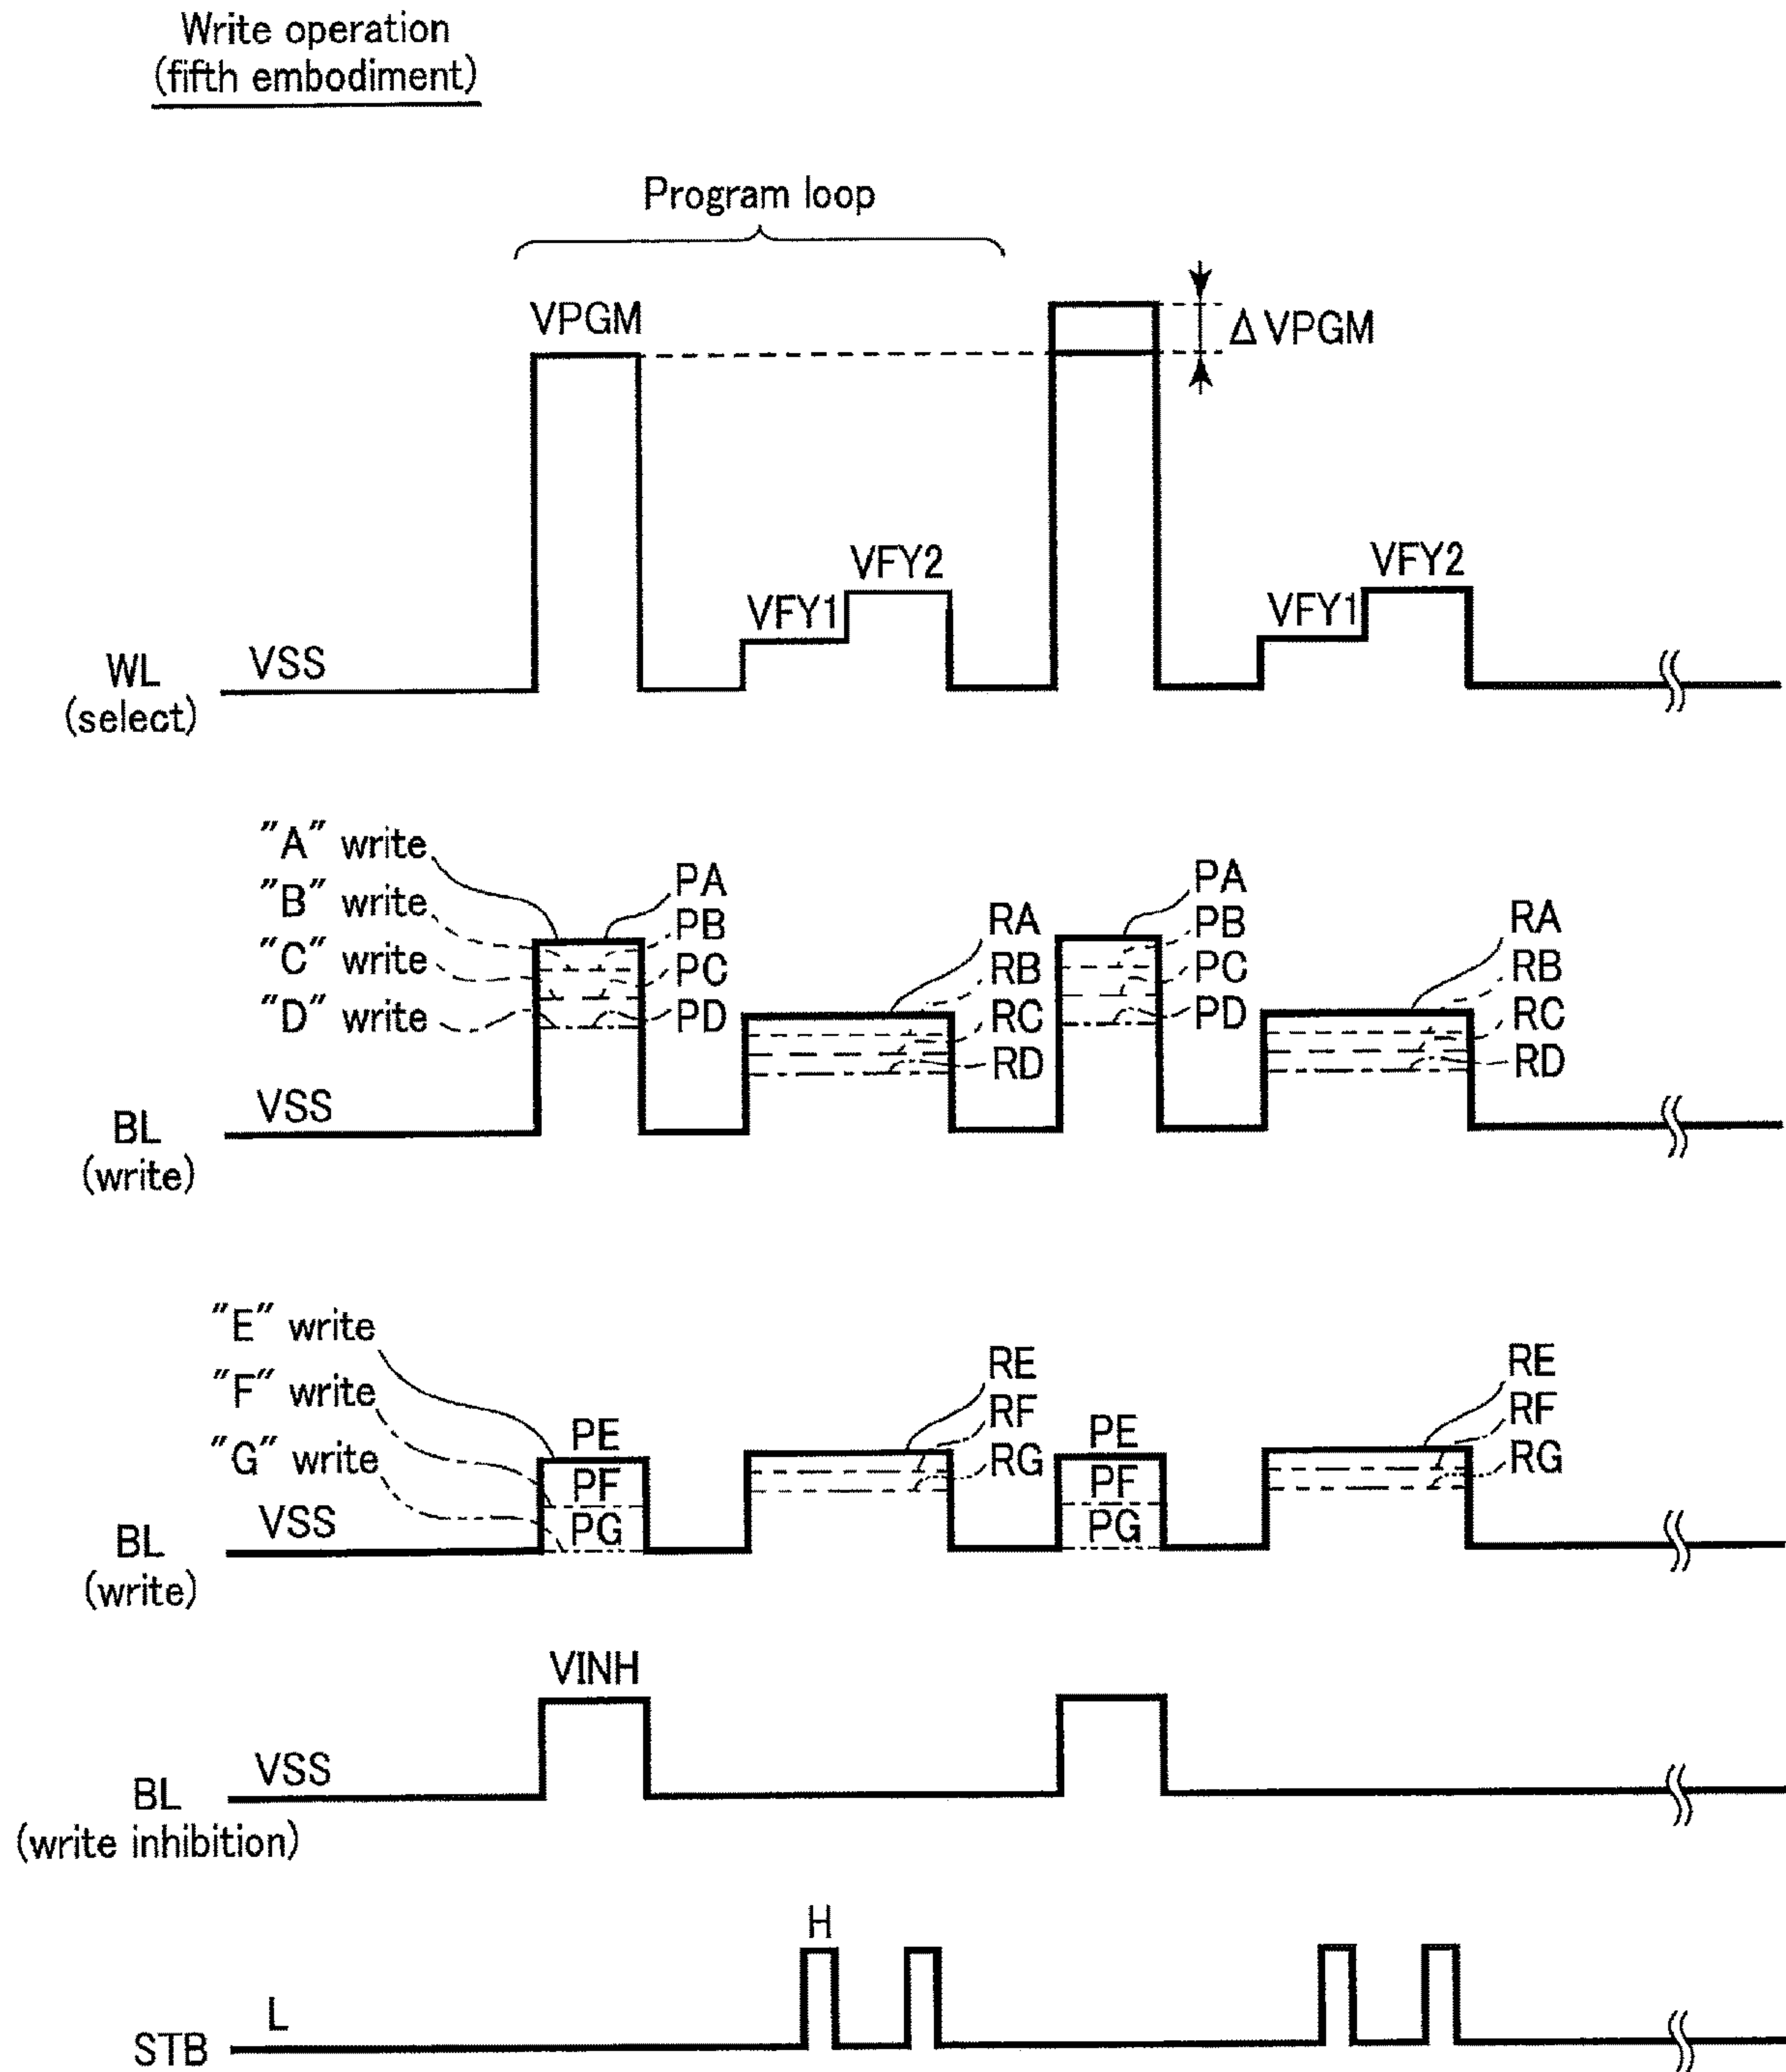 Write operation
(fifth embodiment)
Program loop
VPGM
ΔVPGM
VFY1
VFY2
VFY1
VFY2
VSS
WL
(select)
"A" write
"B" write
"C" write
"D" write
PA
PB
PC
PD
RA
RB
RC
RD
PA
PB
PC
PD
RA
RB
RC
RD
VSS
BL
(write)
"E" write
"F" write
"G" write
PE
PF
PG
RE
RF
RG
PE
PF
PG
RE
RF
RG
VSS
BL
(write)
VINH
VSS
BL
(write inhibition)
H
L
STB